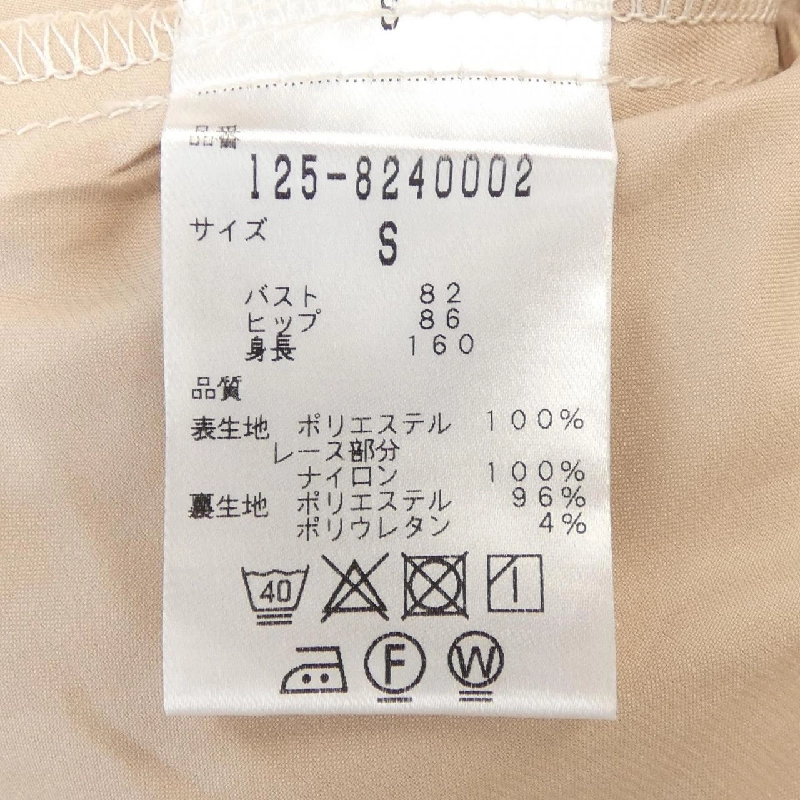 S
品番
125-8240002
サイズ S
バスト 82
ヒップ 86
身長 160
品質
表生地 ポリエステル 100%
レース部分
ナイロン 100%
裏生地 ポリエステル 96%
ポリウレタン 4%
40
F W